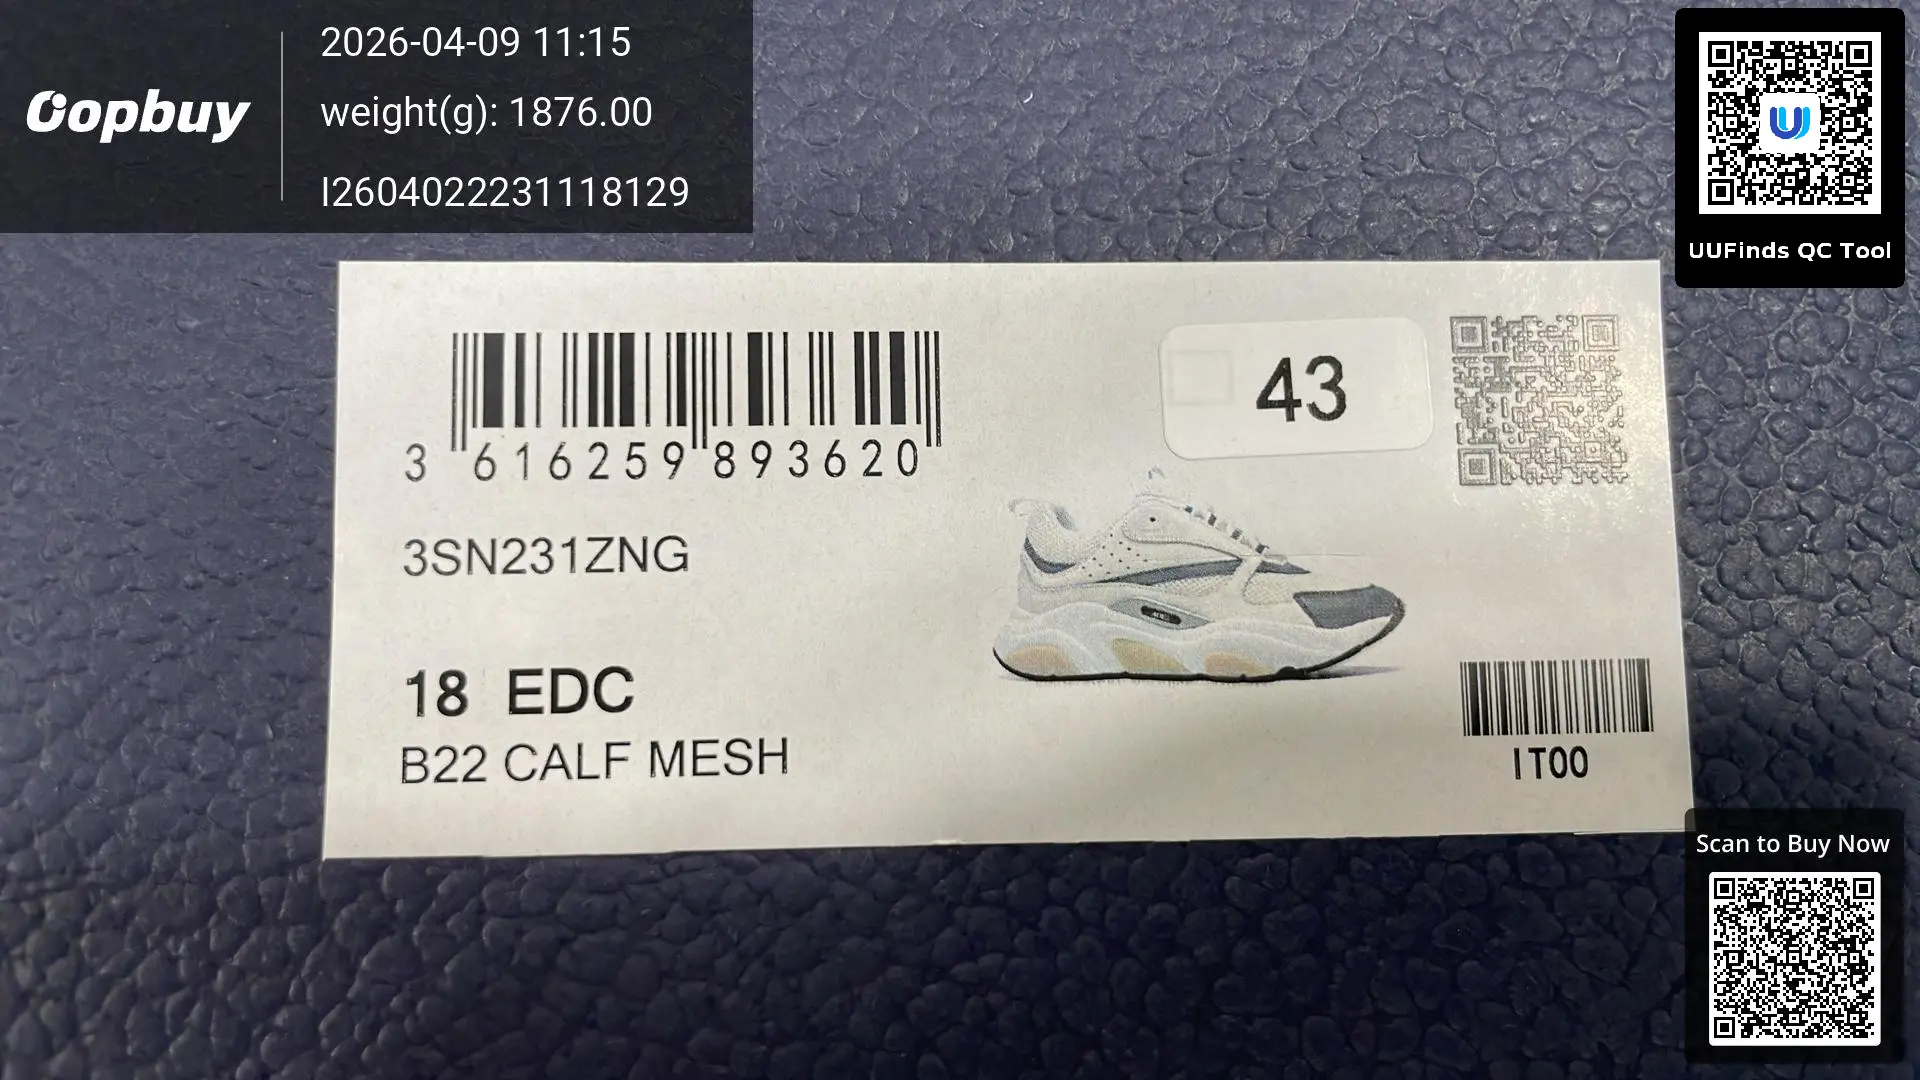 Oopbuy
2026-04-09 11:15
weight(g): 1876.00
I2604022231118129
UUFinds QC Tool
43
3 616259 893620
3SN231ZNG
18 EDC
B22 CALF MESH
IT00
Scan to Buy Now